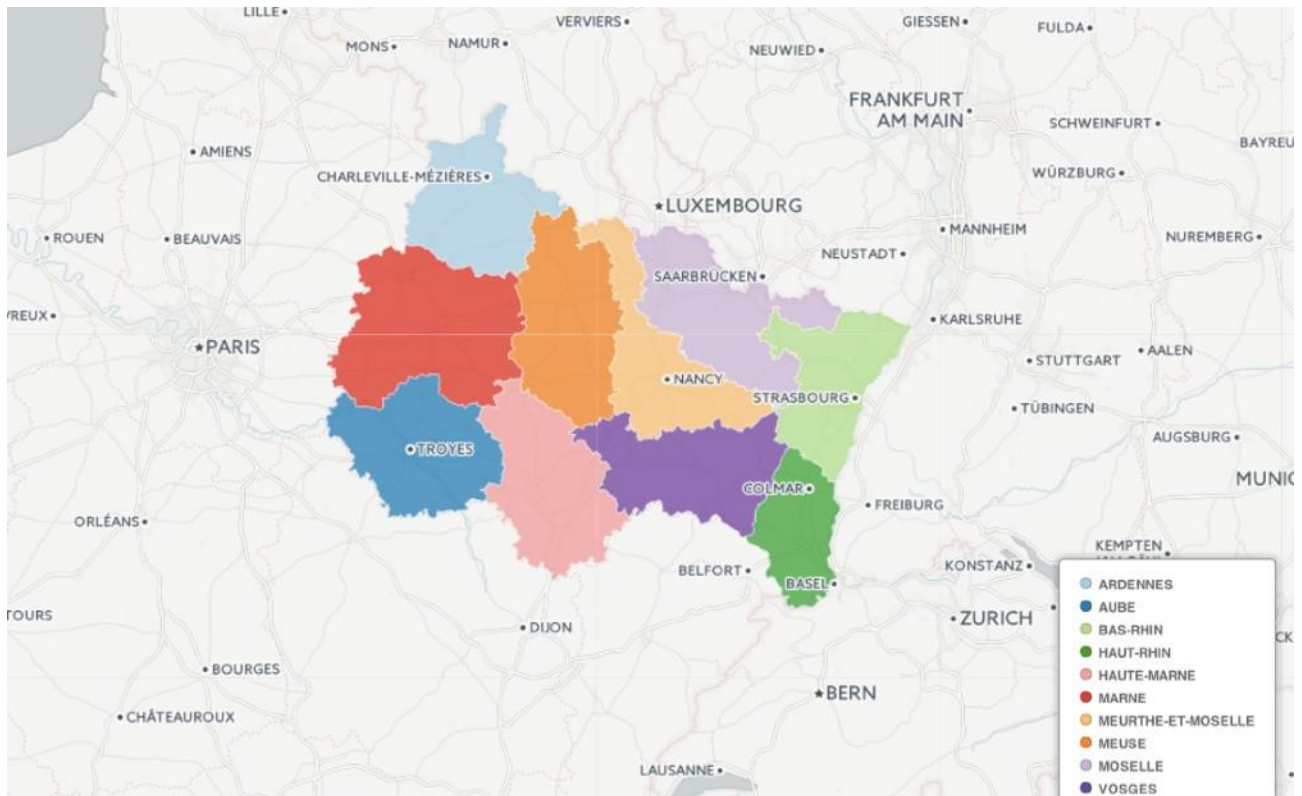 LILLE
VERVIERS
GIESSEN
FULDA
MONS
NAMUR
NEUWIED
FRANKFURT
AM MAIN
SCHWEINFURT
BAYREU
AMIENS
CHARLEVILLE-MÉZIÈRES
WÜRZBURG
LUXEMBOURG
ROUEN
BEAUVAIS
MANNHEIM
NUREMBERG
NEUSTADT
SAARBRÜCKEN
VREUX
KARLSRUHE
PARIS
STUTTGART
AALEN
NANCY
STRASBOURG
TÜBINGEN
AUGSBURG
TROYES
MUNIC
COLMAR
FREIBURG
ORLÉANS
KEMPTEN
KONSTANZ
BELFORT
BASEL
TOURS
ZURICH
DIJON
CK
BOURGES
BERN
CHÂTEAUROUX
LAUSANNE
ARDENNES
AUBE
BAS-RHIN
HAUT-RHIN
HAUTE-MARNE
MARNE
MEURTHE-ET-MOSELLE
MEUSE
MOSELLE
VOSGES